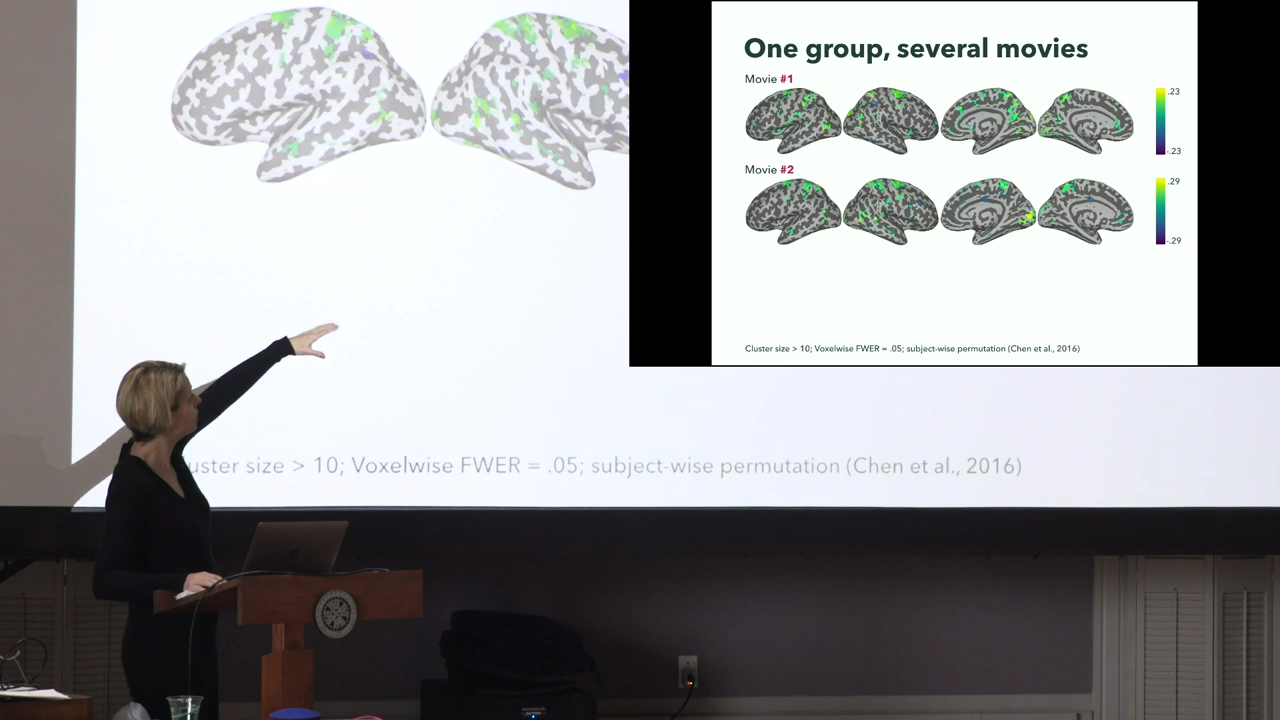 One group, several movies
Movie #1
.23
-.23
Movie #2
.29
-.29
Cluster size > 10; Voxelwise FWER = .05; subject-wise permutation (Chen et al., 2016)
uster size > 10; Voxelwise FWER = .05; subject-wise permutation (Chen et al., 2016)